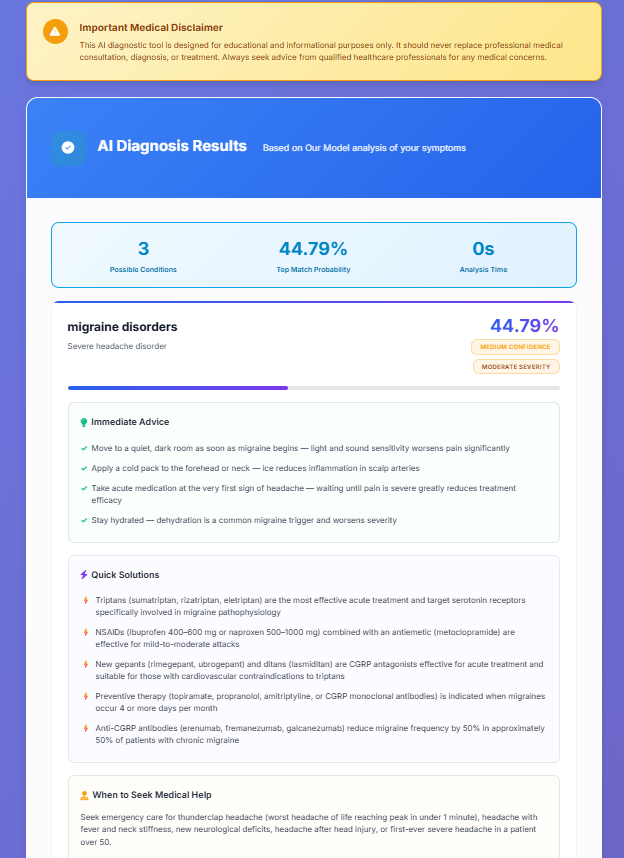 Important Medical Disclaimer
This AI diagnostic tool is designed for educational and informational purposes only. It should never replace professional medical
consultation, diagnosis, or treatment. Always seek advice from qualified healthcare professionals for any medical concerns.
AI Diagnosis Results Based on Our Model analysis of your symptoms
3 44.79% 0s
Possible Conditions Top Match Probability Analysis Time
migraine disorders 44.79%
Severe headache disorder MEDIUM CONFIDENCE
MODERATE SEVERITY
Immediate Advice
Move to a quiet, dark room as soon as migraine begins — light and sound sensitivity worsens pain significantly
Apply a cold pack to the forehead or neck — ice reduces inflammation in scalp arteries
Take acute medication at the very first sign of headache — waiting until pain is severe greatly reduces treatment
efficacy
Stay hydrated — dehydration is a common migraine trigger and worsens severity
Quick Solutions
Triptans (sumatriptan, rizatriptan, eletriptan) are the most effective acute treatment and target serotonin receptors
specifically involved in migraine pathophysiology
NSAIDs (ibuprofen 400–600 mg or naproxen 500–1000 mg) combined with an antiemetic (metoclopramide) are
effective for mild-to-moderate attacks
New gepants (rimegepant, ubrogepant) and ditans (lasmiditan) are CGRP antagonists effective for acute treatment and
suitable for those with cardiovascular contraindications to triptans
Preventive therapy (topiramate, propranolol, amitriptyline, or CGRP monoclonal antibodies) is indicated when migraines
occur 4 or more days per month
Anti-CGRP antibodies (erenumab, fremanezumab, galcanezumab) reduce migraine frequency by 50% in approximately
50% of patients with chronic migraine
When to Seek Medical Help
Seek emergency care for thunderclap headache (worst headache of life reaching peak in under 1 minute), headache with
fever and neck stiffness, new neurological deficits, headache after head injury, or first-ever severe headache in a patient
over 50.